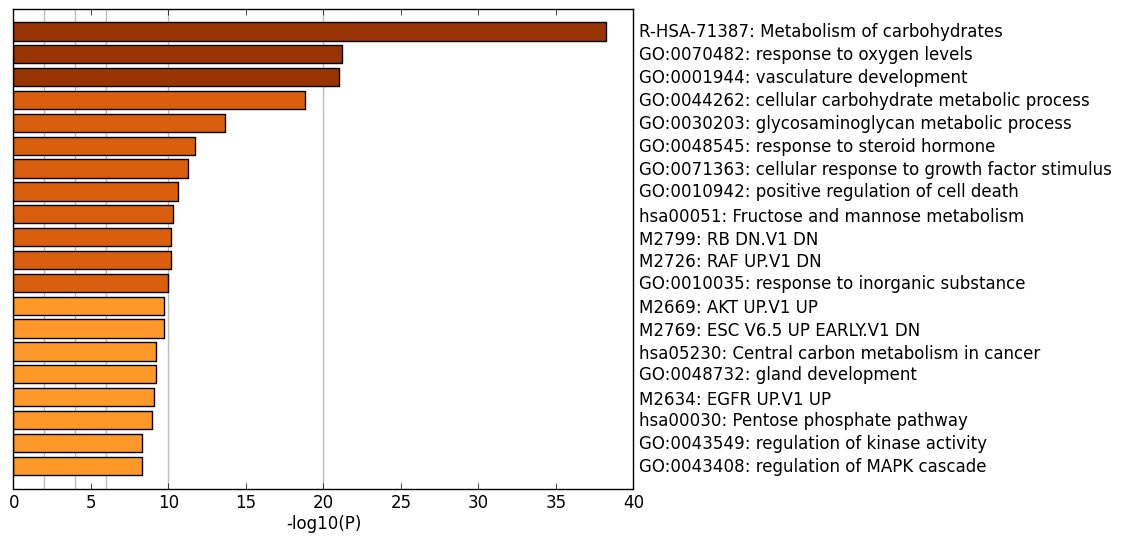 R-HSA-71387: Metabolism of carbohydrates
GO:0070482: response to oxygen levels
GO:0001944: vasculature development
GO:0044262: cellular carbohydrate metabolic process
GO:0030203: glycosaminoglycan metabolic process
GO:0048545: response to steroid hormone
GO:0071363: cellular response to growth factor stimulus
GO:0010942: positive regulation of cell death
hsa00051: Fructose and mannose metabolism
M2799: RB DN.V1 DN
M2726: RAF UP.V1 DN
GO:0010035: response to inorganic substance
M2669: AKT UP.V1 UP
M2769: ESC V6.5 UP EARLY.V1 DN
hsa05230: Central carbon metabolism in cancer
GO:0048732: gland development
M2634: EGFR UP.V1 UP
hsa00030: Pentose phosphate pathway
GO:0043549: regulation of kinase activity
GO:0043408: regulation of MAPK cascade
0 5 10 15 20 25 30 35 40
-log10(P)